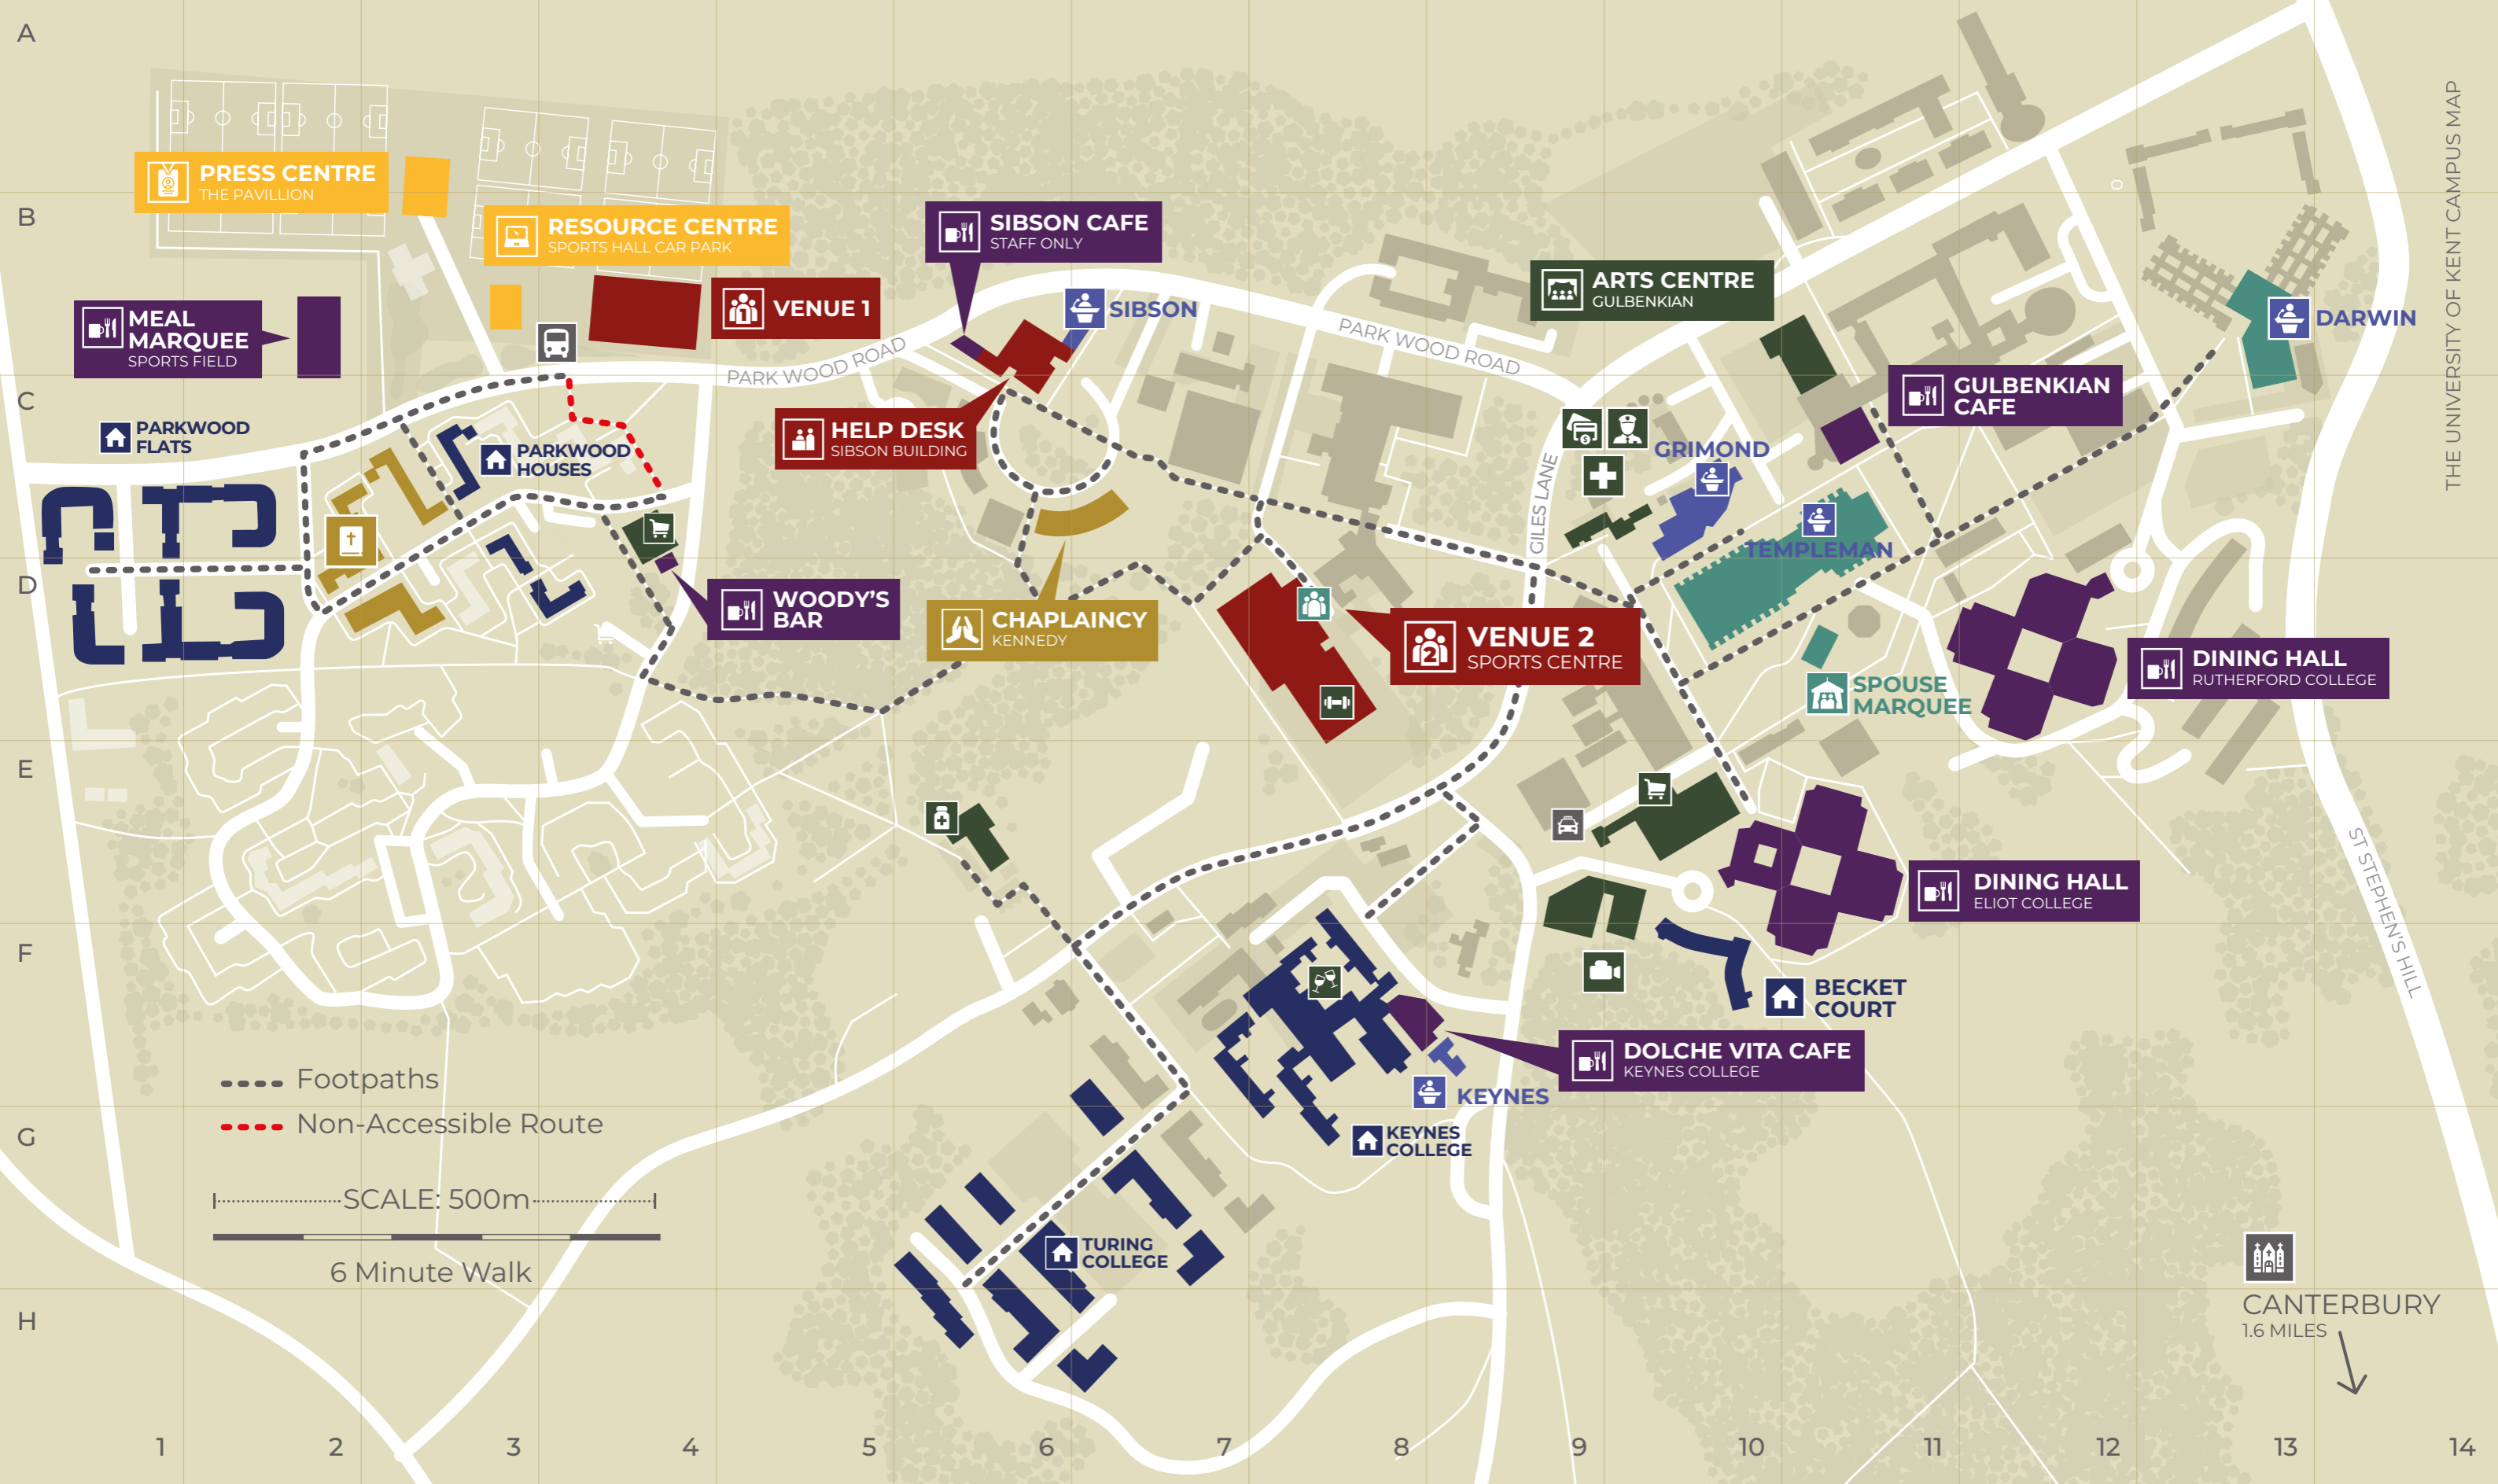 A
B
C
D
E
F
G
H
PRESS CENTRE
THE PAVILLION
RESOURCE CENTRE
SPORTS HALL CAR PARK
MEAL
MARQUEE
SPORTS FIELD
1
VENUE 1
SIBSON CAFE
STAFF ONLY
SIBSON
PARK WOOD ROAD
PARK WOOD ROAD
ARTS CENTRE
GULBENKIAN
DARWIN
THE UNIVERSITY OF KENT CAMPUS MAP
GULBENKIAN
CAFE
PARKWOOD
FLATS
PARKWOOD
HOUSES
HELP DESK
SIBSON BUILDING
GILES LANE
GRIMOND
TEMPLEMAN
WOODY'S
BAR
CHAPLAINCY
KENNEDY
2
VENUE 2
SPORTS CENTRE
SPOUSE
MARQUEE
DINING HALL
RUTHERFORD COLLEGE
DINING HALL
ELIOT COLLEGE
ST STEPHEN'S HILL
BECKET
COURT
DOLCHE VITA CAFE
KEYNES COLLEGE
KEYNES
KEYNES
COLLEGE
TURING
COLLEGE
Footpaths
Non-Accessible Route
SCALE: 500m
6 Minute Walk
CANTERBURY
1.6 MILES
1
2
3
4
5
6
7
8
9
10
11
12
13
14